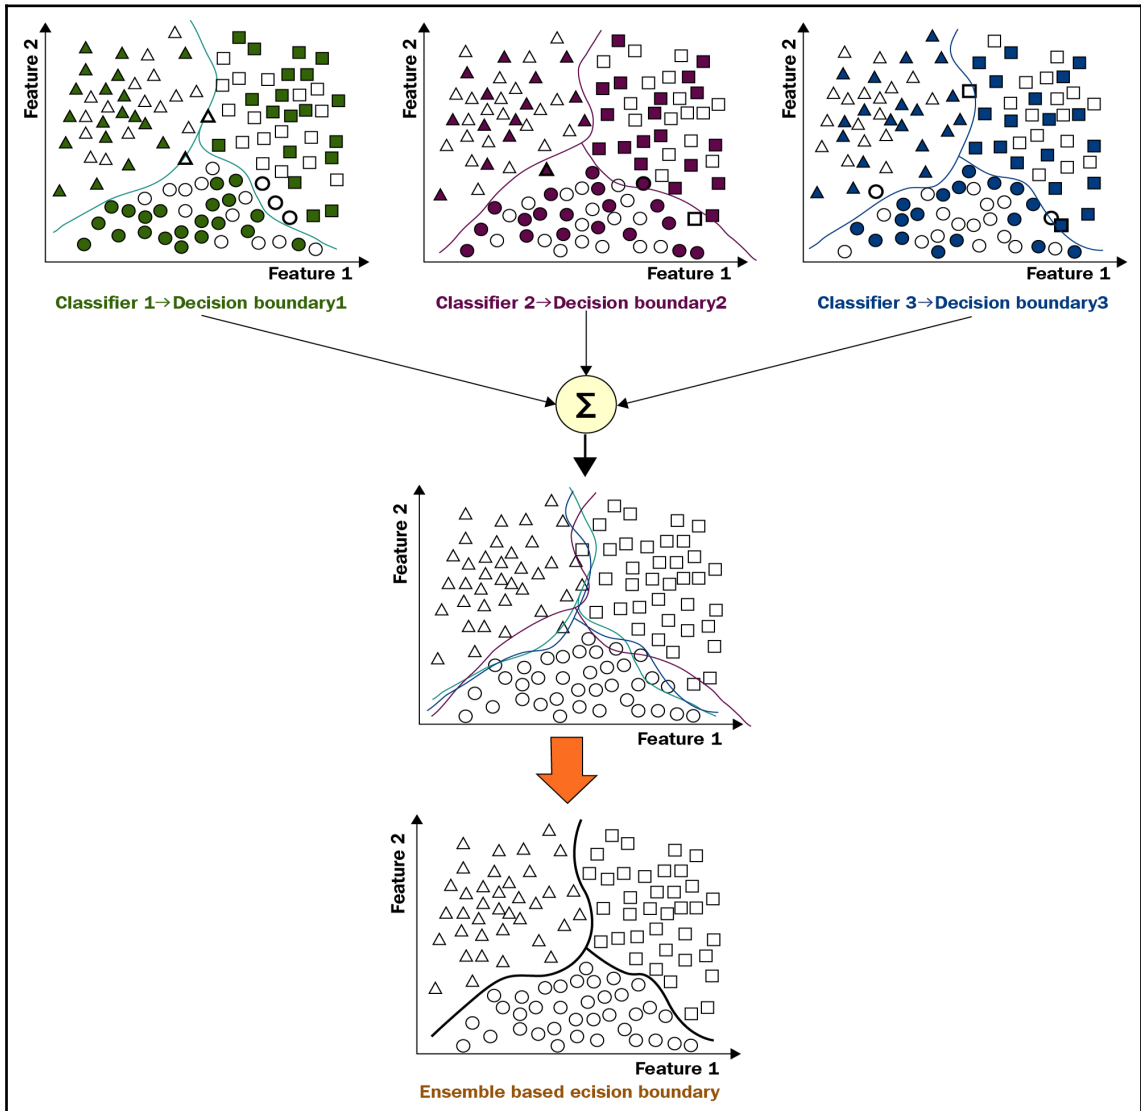 Feature 2
Feature 2
Feature 2
Feature 1
Feature 1
Feature 1
Classifier 1→Decision boundary1
Classifier 2→Decision boundary2
Classifier 3→Decision boundary3
Σ
Feature 2
Feature 1
Feature 2
Feature 1
Ensemble based ecision boundary